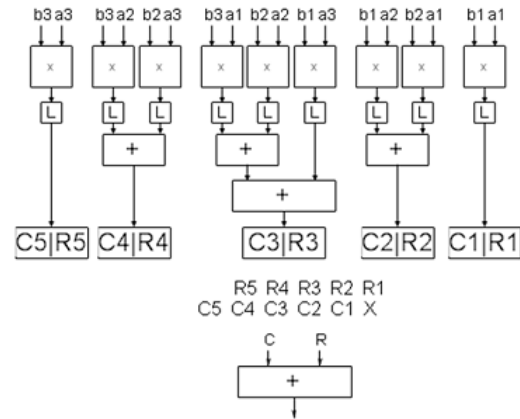 b3 a3 b3 a2 b2 a3 b3 a1 b2 a2 b1 a3 b1 a2 b2 a1 b1 a1
x x x x x x x x x
L L L L L L L L L
+ + +
+
C5|R5 C4|R4 C3|R3 C2|R2 C1|R1
R5 R4 R3 R2 R1
C5 C4 C3 C2 C1 X
C R
+